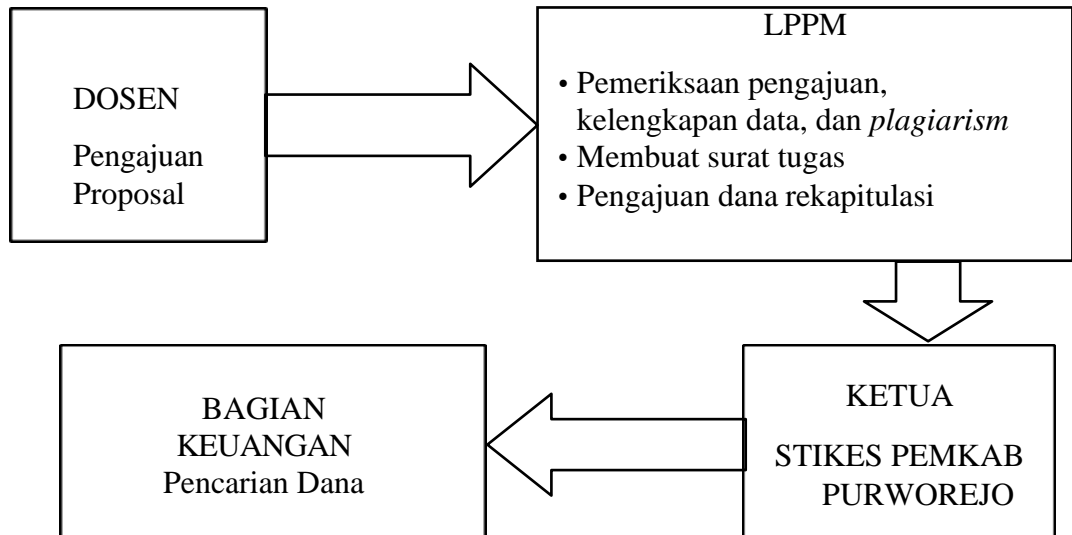 DOSEN
Pengajuan
Proposal
LPPM
• Pemeriksaan pengajuan,
kelengkapan data, dan plagiarism
• Membuat surat tugas
• Pengajuan dana rekapitulasi
KETUA
STIKES PEMKAB
PURWOREJO
BAGIAN
KEUANGAN
Pencarian Dana